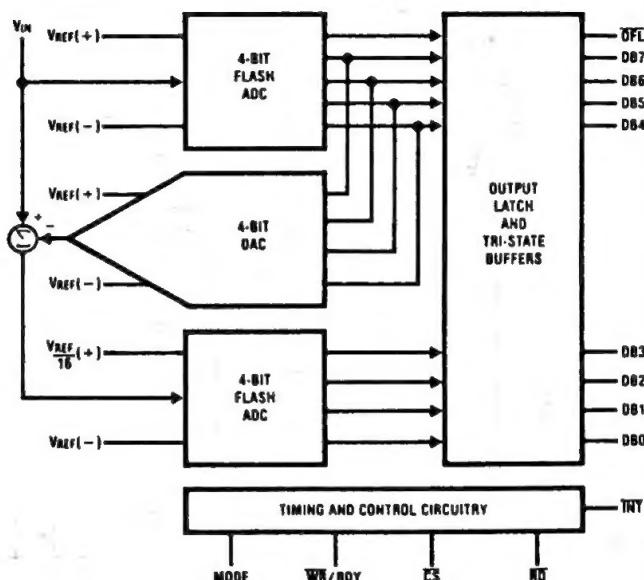 VIN
VREF(+)
4-BIT
FLASH
ADC
VREF(-)
OFL
DB7
DB6
DB5
DB4
VREF(+)
4-BIT
DAC
VREF(-)
+
-
Σ
OUTPUT
LATCH
AND
TRI-STATE
BUFFERS
VREF/16(+)
4-BIT
FLASH
ADC
VREF(-)
DB3
DB2
DB1
DB0
TIMING AND CONTROL CIRCUITRY
INT
MODE
WR/RDY
CS
RD